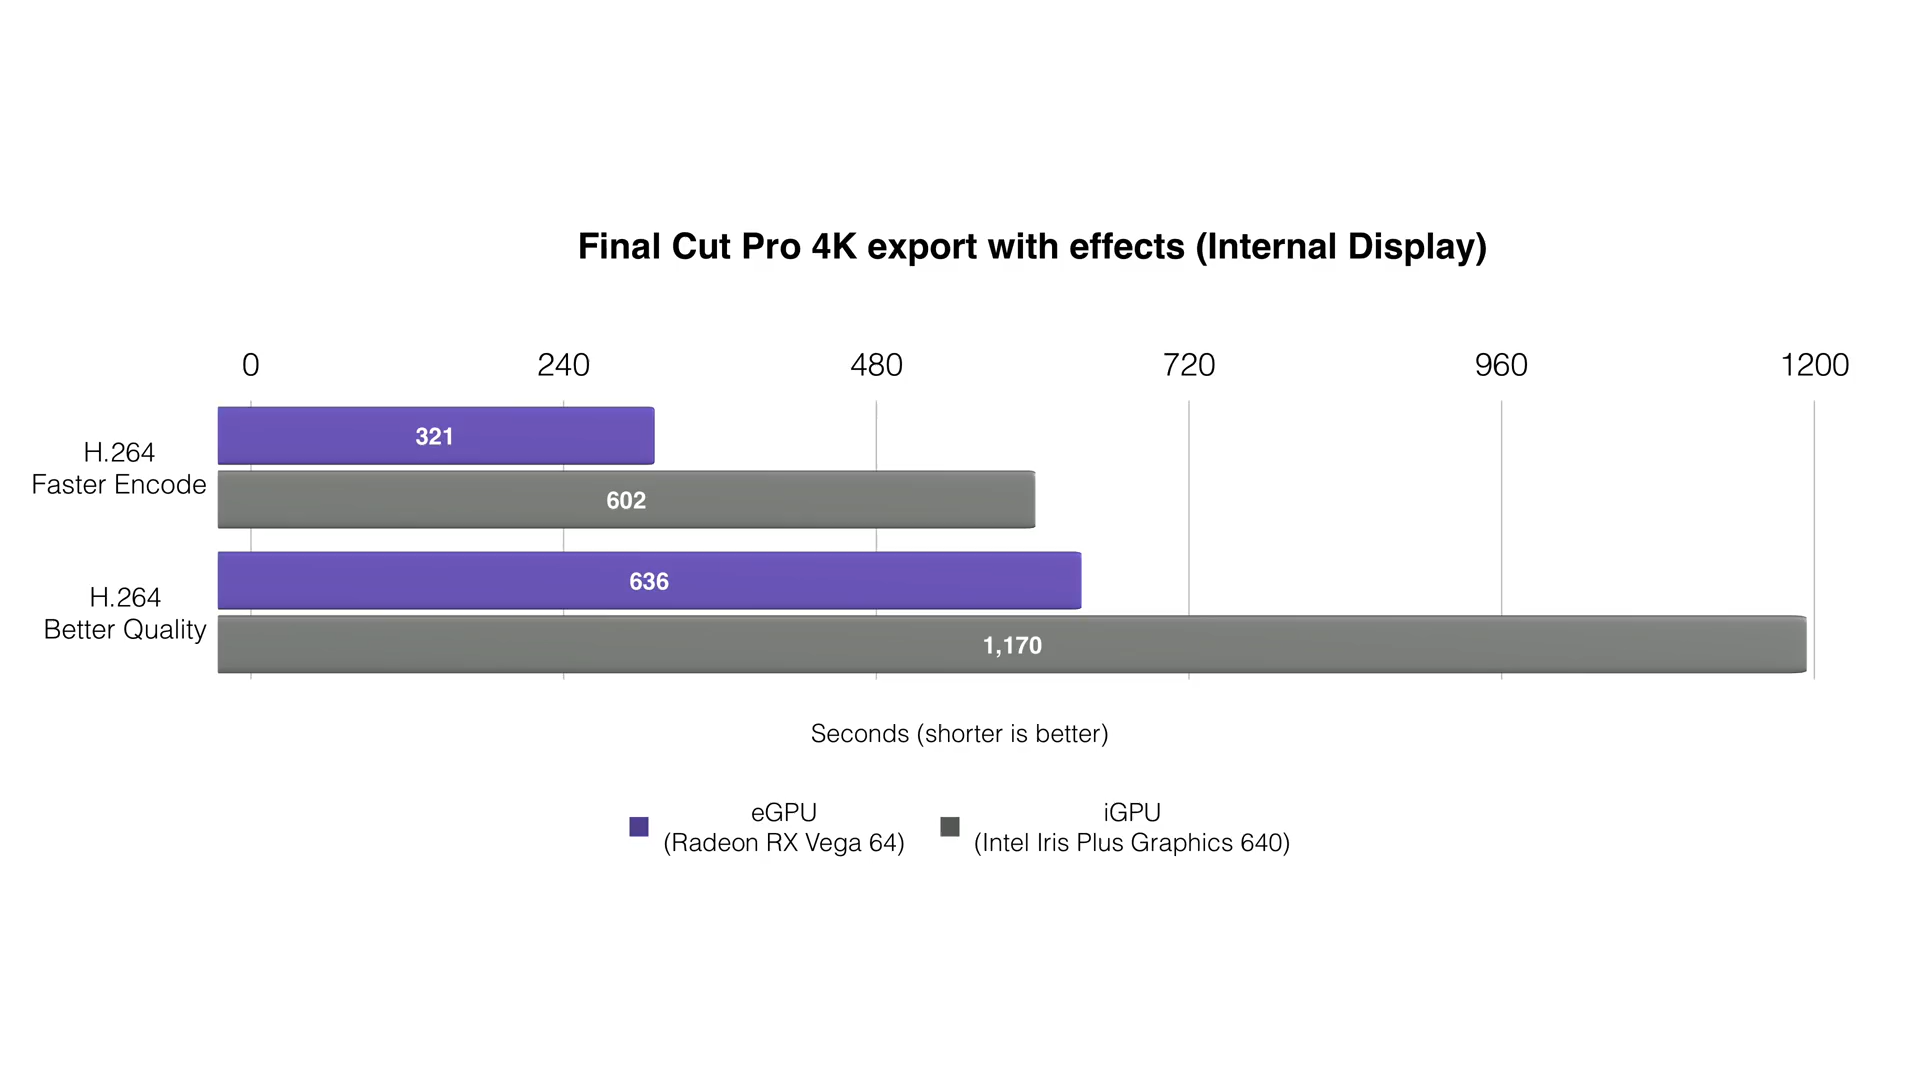 Final Cut Pro 4K export with effects (Internal Display)
0 240 480 720 960 1200
H.264
Faster Encode
321
602
H.264
Better Quality
636
1,170
Seconds (shorter is better)
eGPU
(Radeon RX Vega 64)
iGPU
(Intel Iris Plus Graphics 640)